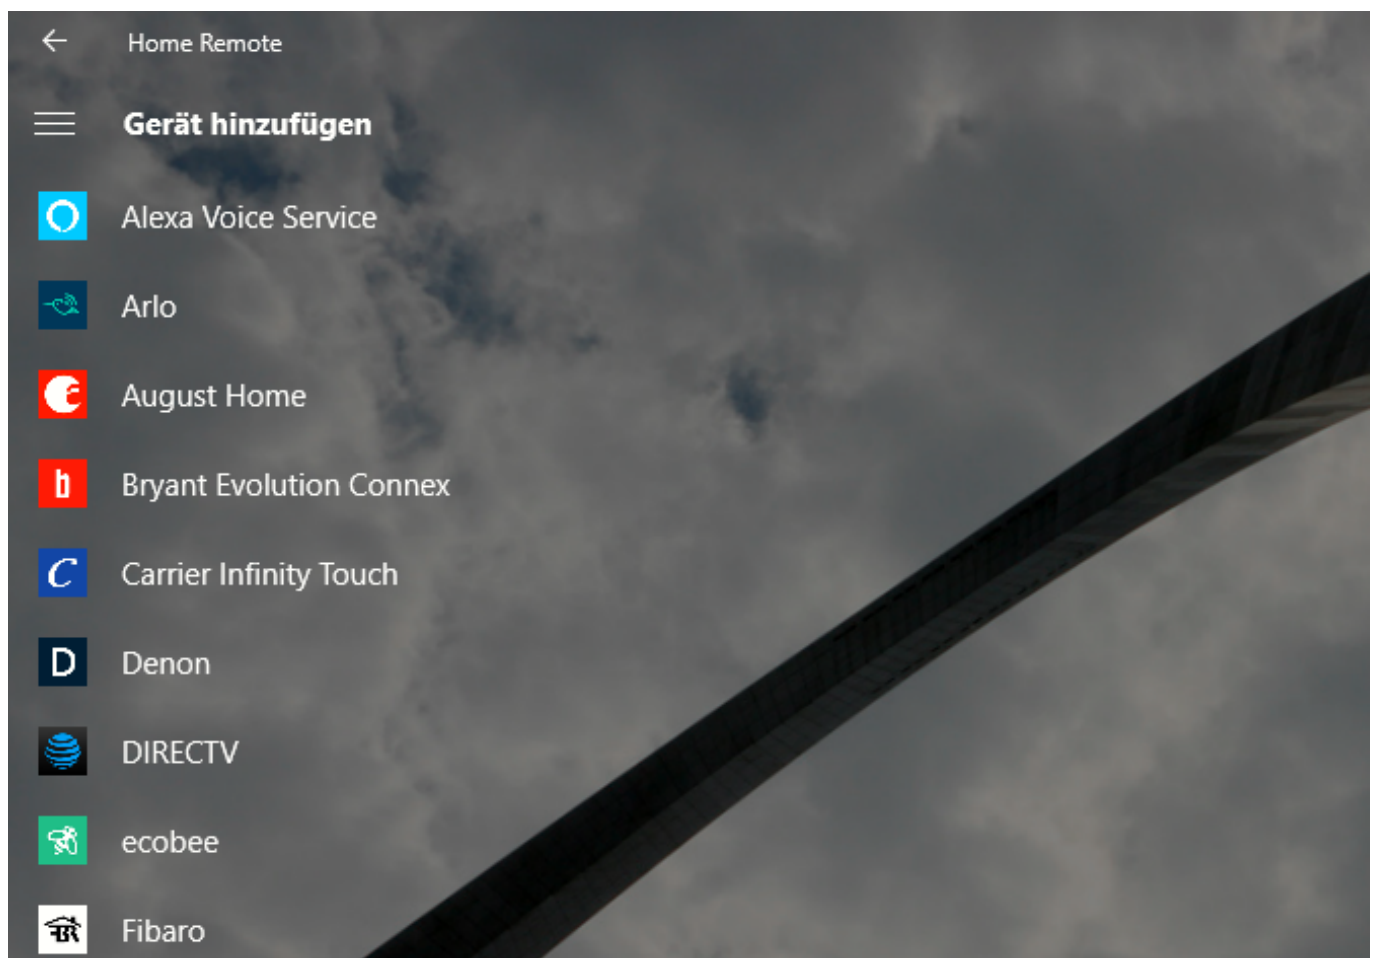 Home Remote
Gerät hinzufügen
Alexa Voice Service
Arlo
August Home
b
Bryant Evolution Connex
C
Carrier Infinity Touch
D
Denon
DIRECTV
ecobee
Fibaro